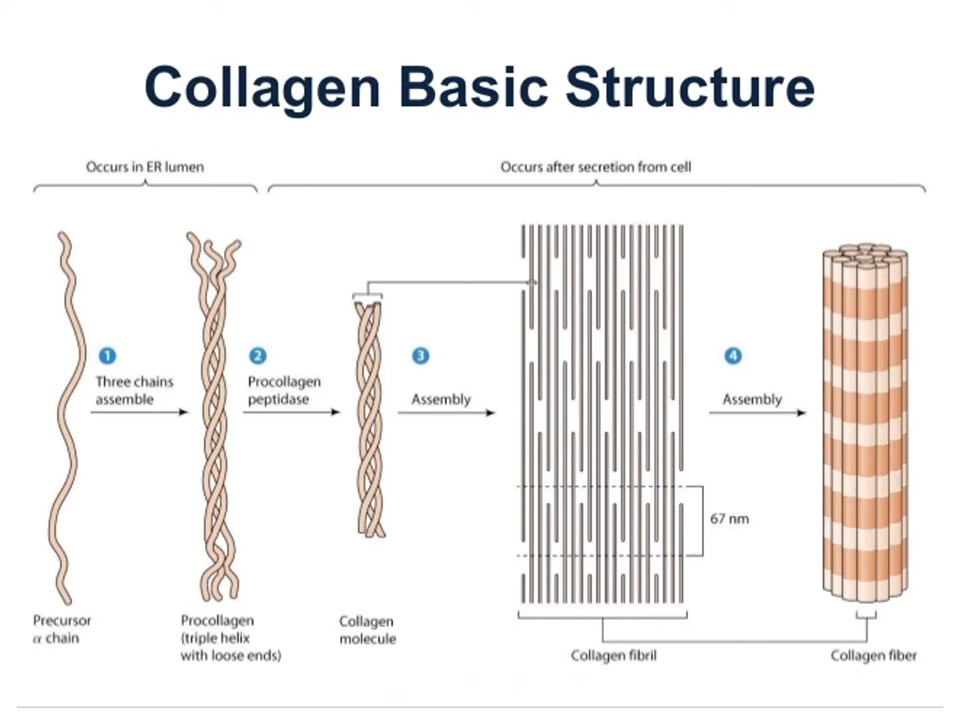 Collagen Basic Structure
Occurs in ER lumen
Occurs after secretion from cell
1
Three chains
assemble
2
Procollagen
peptidase
3
Assembly
4
Assembly
67 nm
Precursor
α chain
Procollagen
(triple helix
with loose ends)
Collagen
molecule
Collagen fibril
Collagen fiber